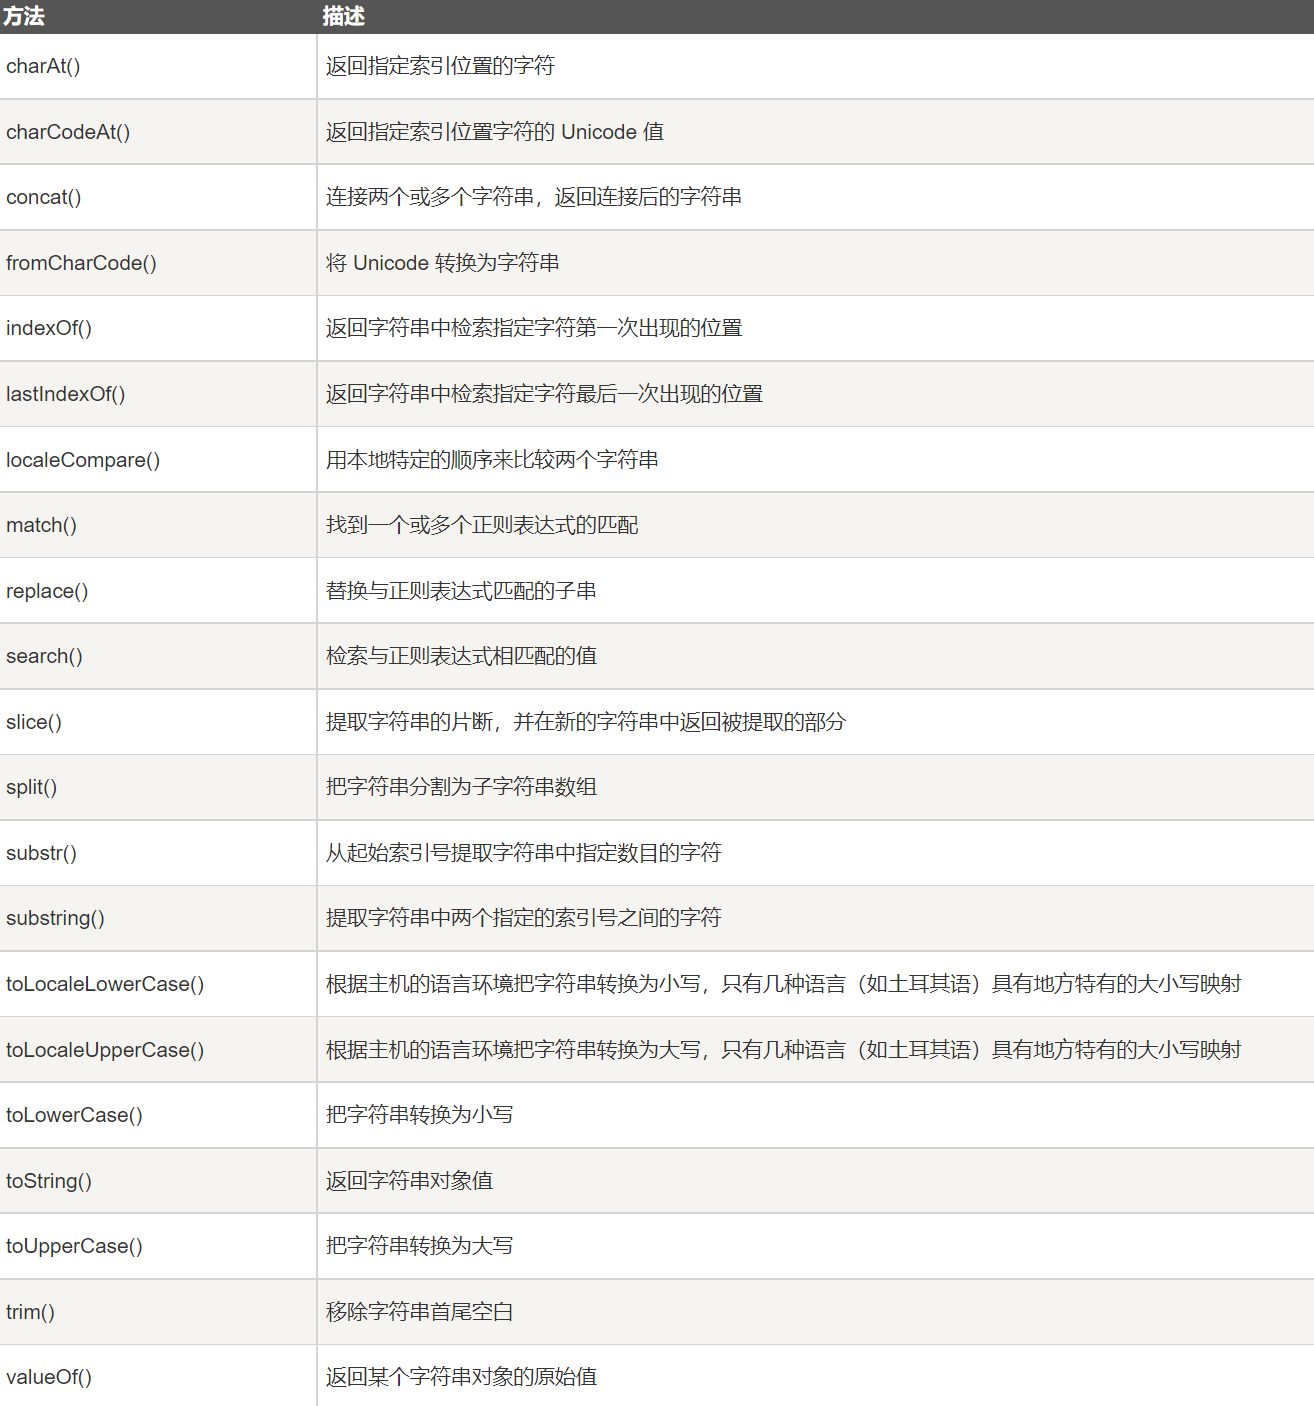 方法 描述
charAt() 返回指定索引位置的字符
charCodeAt() 返回指定索引位置字符的 Unicode 值
concat() 连接两个或多个字符串，返回连接后的字符串
fromCharCode() 将 Unicode 转换为字符串
indexOf() 返回字符串中检索指定字符第一次出现的位置
lastIndexOf() 返回字符串中检索指定字符最后一次出现的位置
localeCompare() 用本地特定的顺序来比较两个字符串
match() 找到一个或多个正则表达式的匹配
replace() 替换与正则表达式匹配的子串
search() 检索与正则表达式相匹配的值
slice() 提取字符串的片断，并在新的字符串中返回被提取的部分
split() 把字符串分割为子字符串数组
substr() 从起始索引号提取字符串中指定数目的字符
substring() 提取字符串中两个指定的索引号之间的字符
toLocaleLowerCase() 根据主机的语言环境把字符串转换为小写，只有几种语言（如土耳其语）具有地方特有的大小写映射
toLocaleUpperCase() 根据主机的语言环境把字符串转换为大写，只有几种语言（如土耳其语）具有地方特有的大小写映射
toLowerCase() 把字符串转换为小写
toString() 返回字符串对象值
toUpperCase() 把字符串转换为大写
trim() 移除字符串首尾空白
valueOf() 返回某个字符串对象的原始值